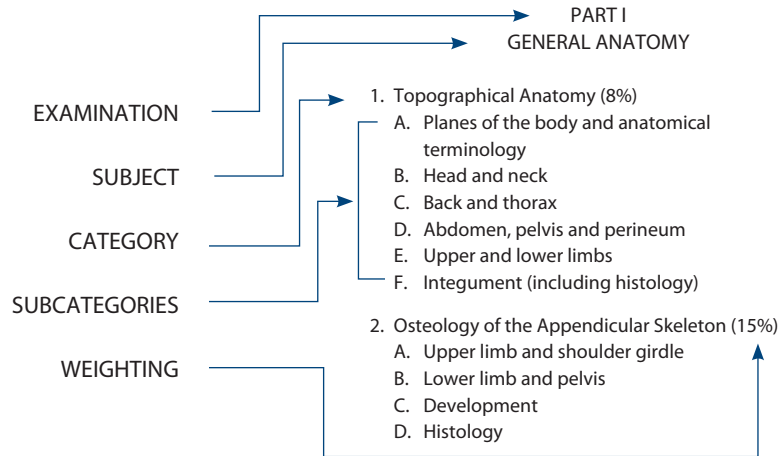 PART I
GENERAL ANATOMY
EXAMINATION
SUBJECT
CATEGORY
SUBCATEGORIES
WEIGHTING
1. Topographical Anatomy (8%)
A. Planes of the body and anatomical
terminology
B. Head and neck
C. Back and thorax
D. Abdomen, pelvis and perineum
E. Upper and lower limbs
F. Integument (including histology)
2. Osteology of the Appendicular Skeleton (15%)
A. Upper limb and shoulder girdle
B. Lower limb and pelvis
C. Development
D. Histology